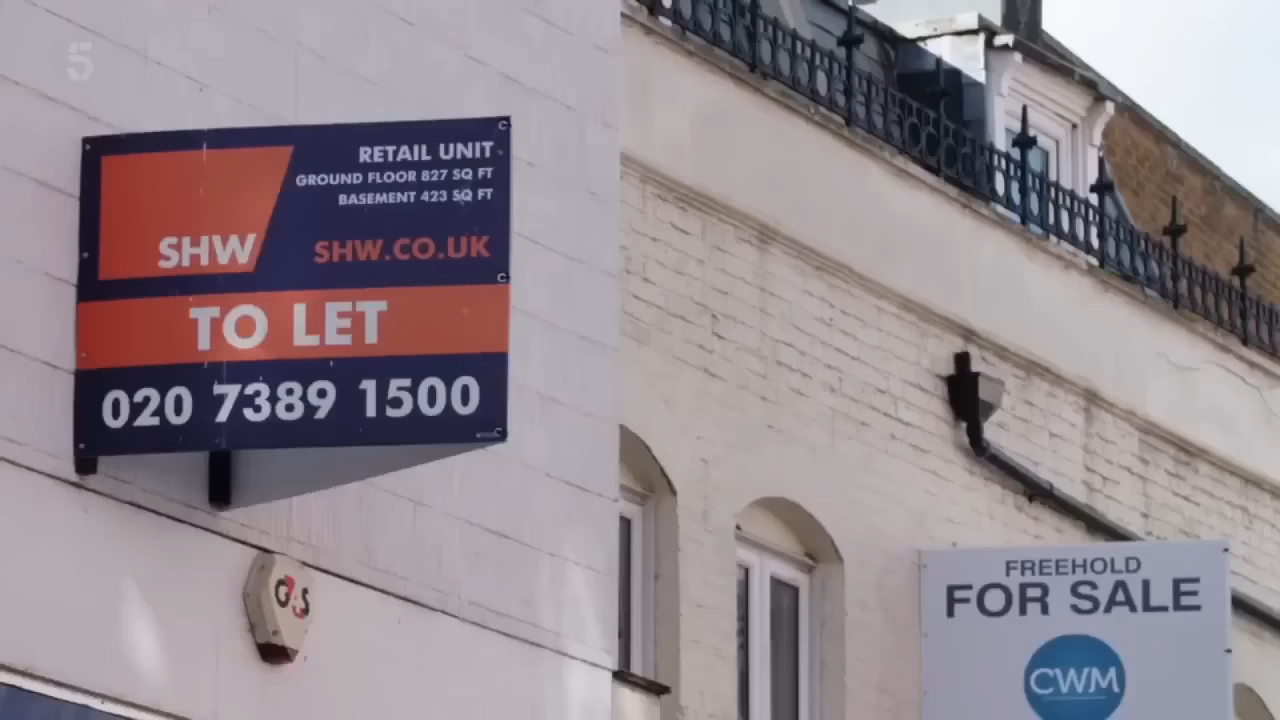 5
RETAIL UNIT
GROUND FLOOR 827 SQ FT
BASEMENT 423 SQ FT
SHW
SHW.CO.UK
TO LET
020 7389 1500
G4S
FREEHOLD
FOR SALE
CWM